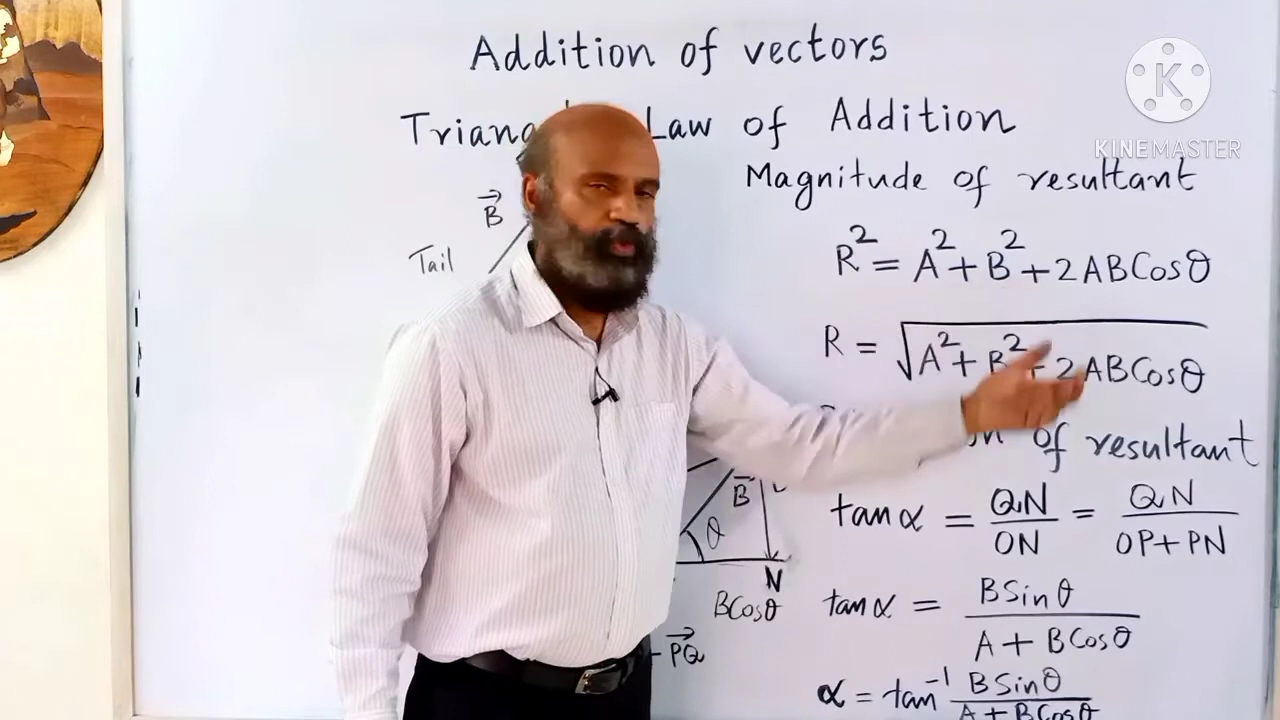 Addition of vectors
Law of Addition
Magnitude of resultant
R² = A² + B² + 2ABCosθ
R = √A² + B² + 2ABCosθ
of resultant
tanα = QN/ON = QN/OP+PN
tanα = BSinθ/A + BCosθ
α = tan⁻¹ BSinθ/A + BCosθ
B⃗
Tail
B⃗
θ
N
BCosθ
PQ⃗
K
KINEMASTER